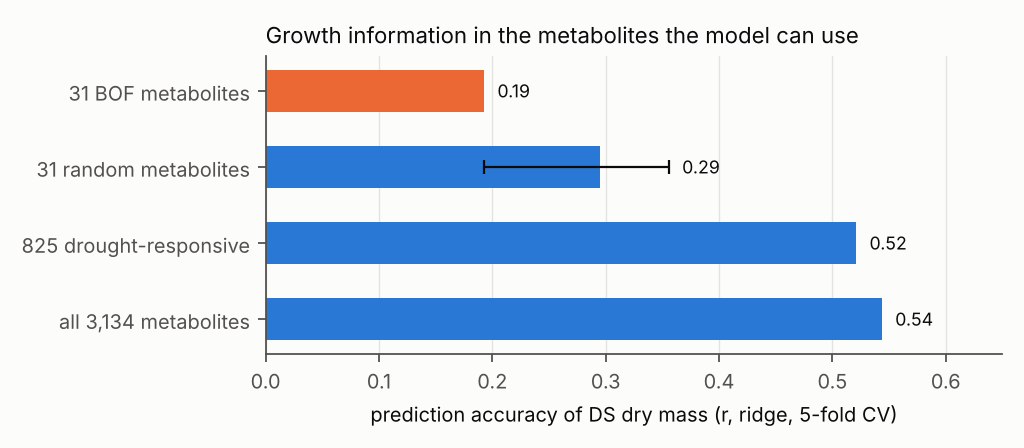 Growth information in the metabolites the model can use
31 BOF metabolites
0.19
31 random metabolites
0.29
825 drought-responsive
0.52
all 3,134 metabolites
0.54
0.0 0.1 0.2 0.3 0.4 0.5 0.6
prediction accuracy of DS dry mass (r, ridge, 5-fold CV)